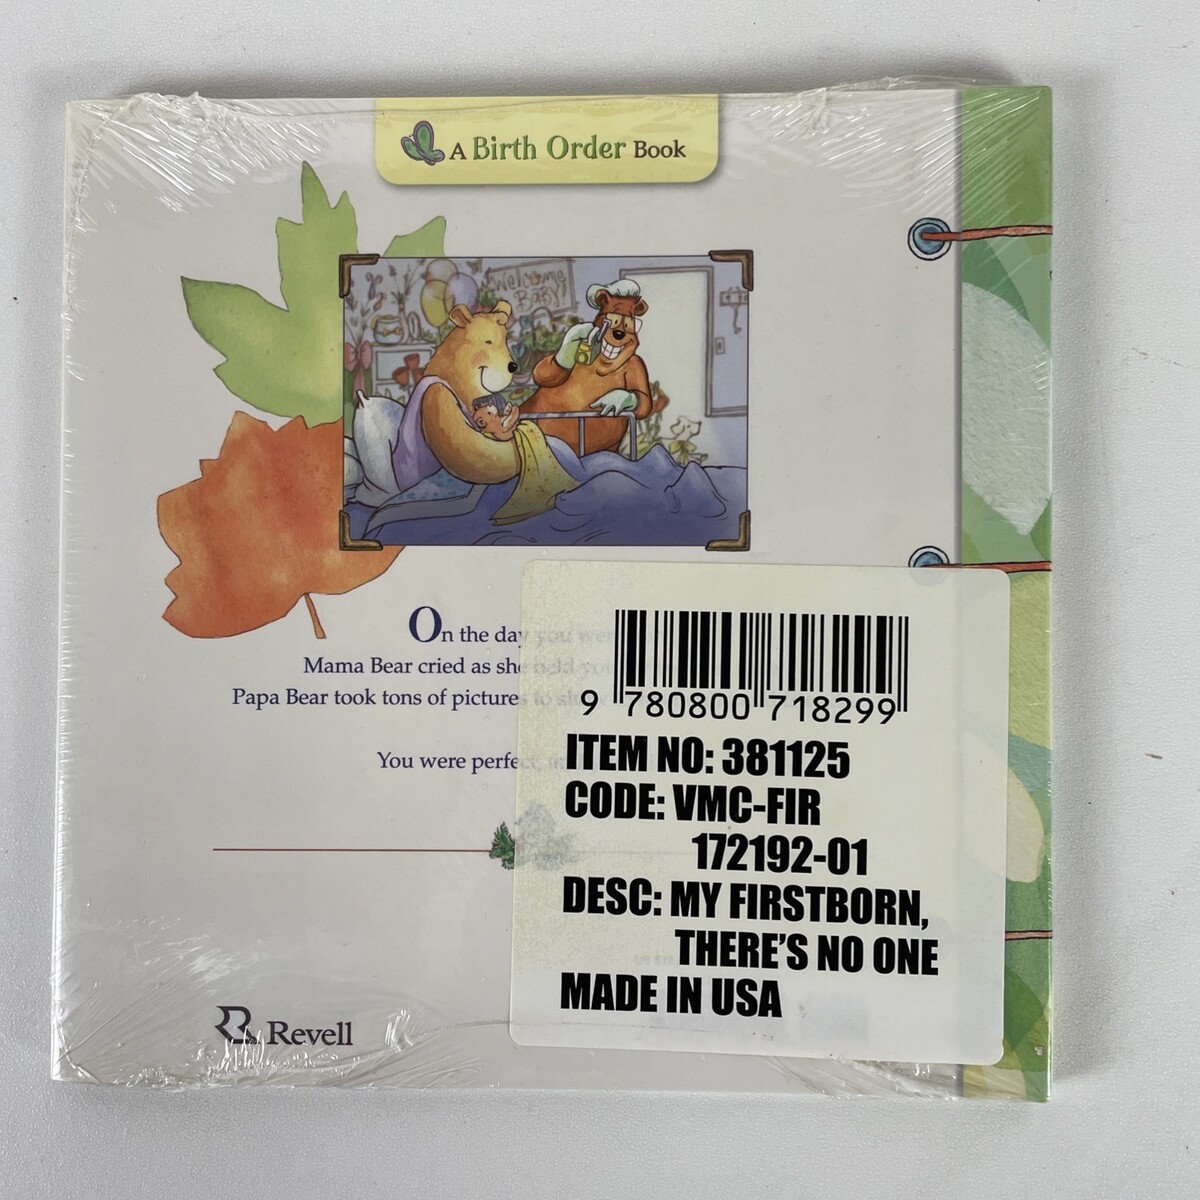 A Birth Order Book
Welcome
BABY!
On the day you were
Mama Bear cried as she held you
Papa Bear took tons of pictures to show
You were perfect,
9 780800 718299
ITEM NO: 381125
CODE: VMC-FIR
172192-01
DESC: MY FIRSTBORN,
THERE'S NO ONE
MADE IN USA
Revell